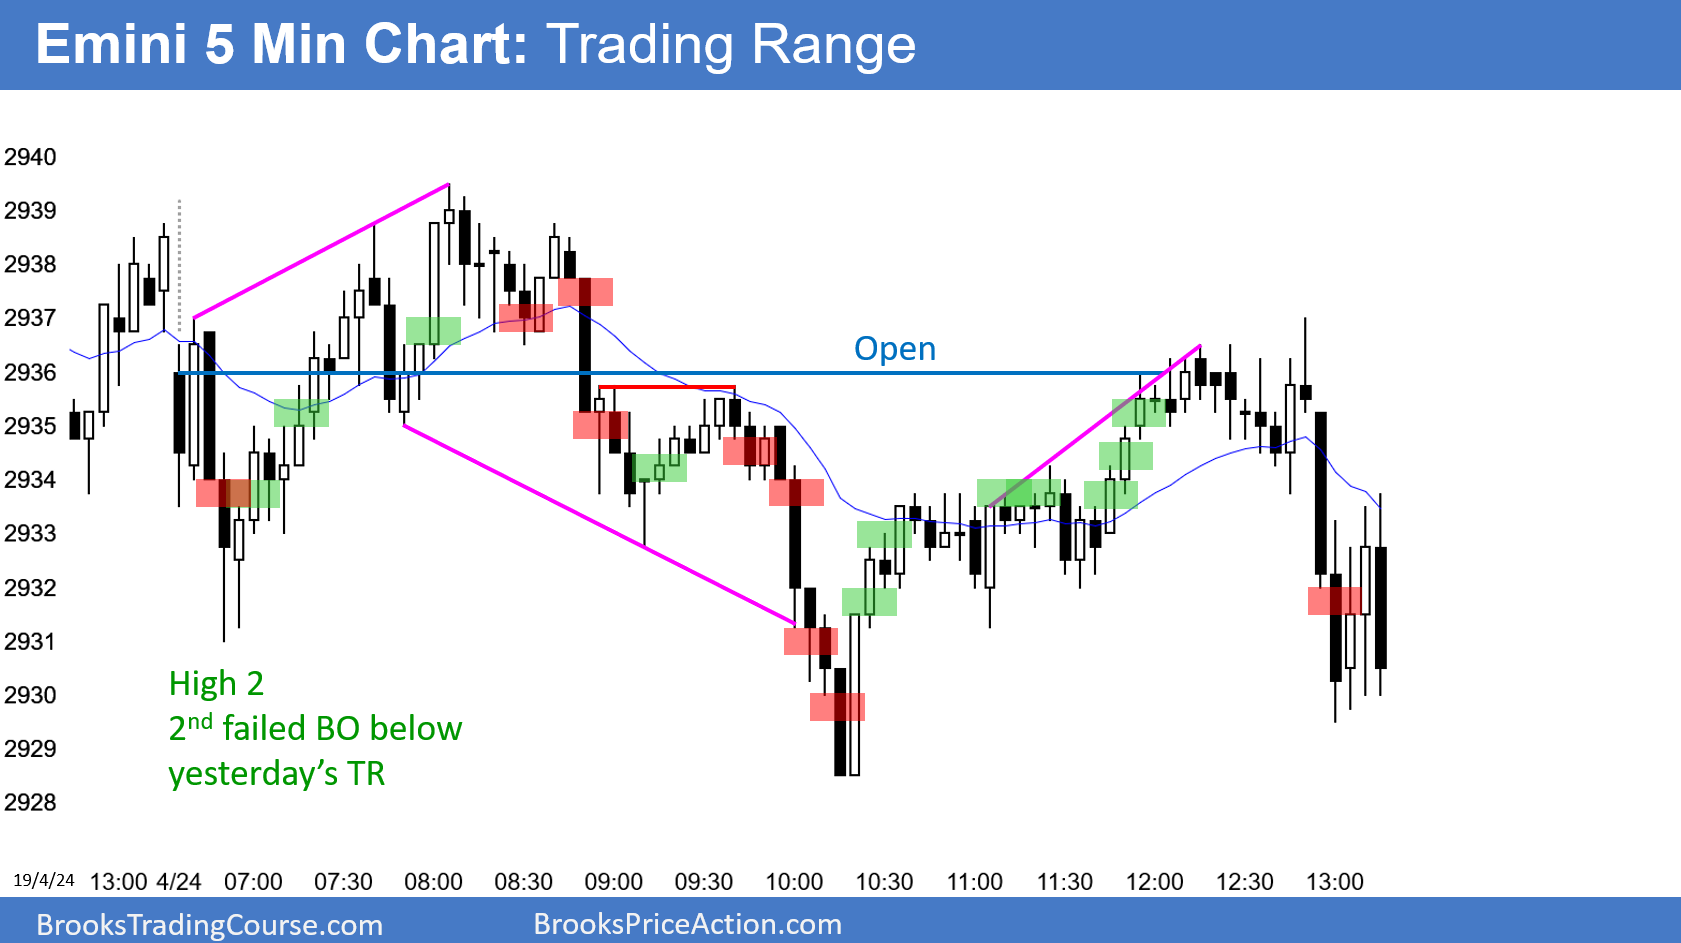 Emini 5 Min Chart: Trading Range
2940
2939
2938
2937
2936
2935
2934
2933
2932
2931
2930
2929
2928
Open
High 2
2nd failed BO below
yesterday's TR
19/4/24 13:00 4/24 07:00 07:30 08:00 08:30 09:00 09:30 10:00 10:30 11:00 11:30 12:00 12:30 13:00
BrooksTradingCourse.com BrooksPriceAction.com